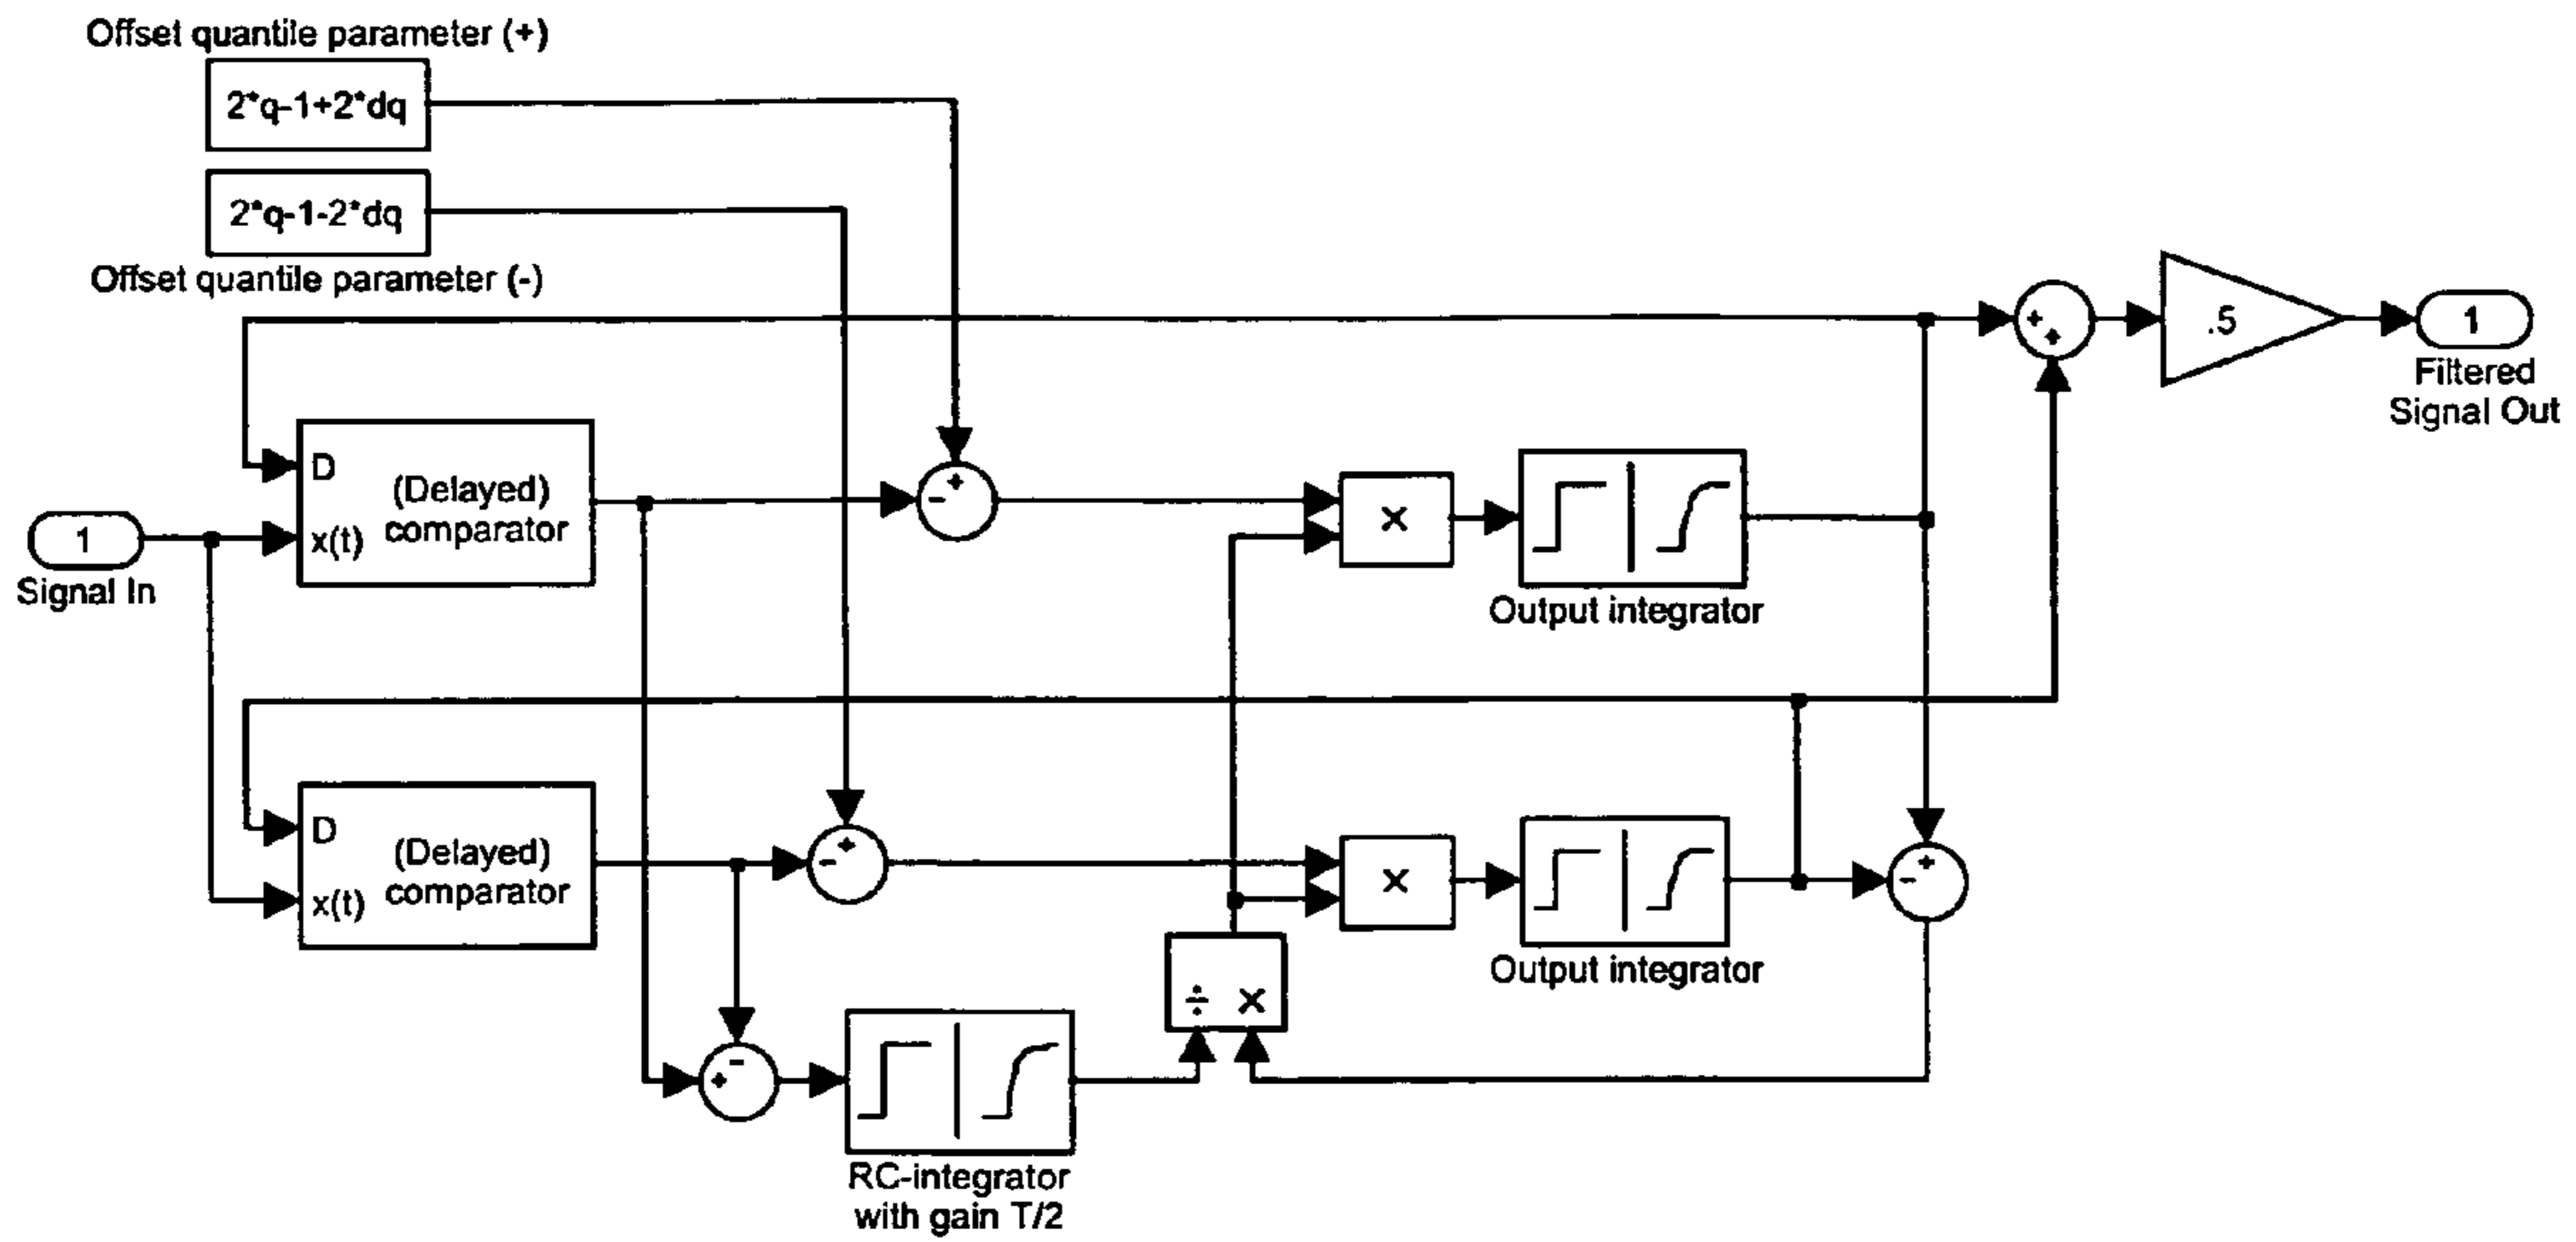 Offset quantile parameter (+)
2*q-1+2*dq
2*q-1-2*dq
Offset quantile parameter (-)
+
+
.5
1
Filtered
Signal Out
D
(Delayed)
comparator
x(t)
- +
×
1
Signal In
Output integrator
D
(Delayed)
comparator
x(t)
- +
×
- +
Output integrator
÷ ×
+ -
RC-integrator
with gain T/2